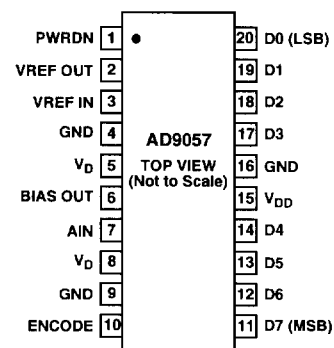 PWRDN 1 20 D0 (LSB)
VREF OUT 2 19 D1
VREF IN 3 18 D2
GND 4 17 D3
AD9057
VD 5 16 GND
TOP VIEW
(Not to Scale)
BIAS OUT 6 15 VDD
AIN 7 14 D4
VD 8 13 D5
GND 9 12 D6
ENCODE 10 11 D7 (MSB)